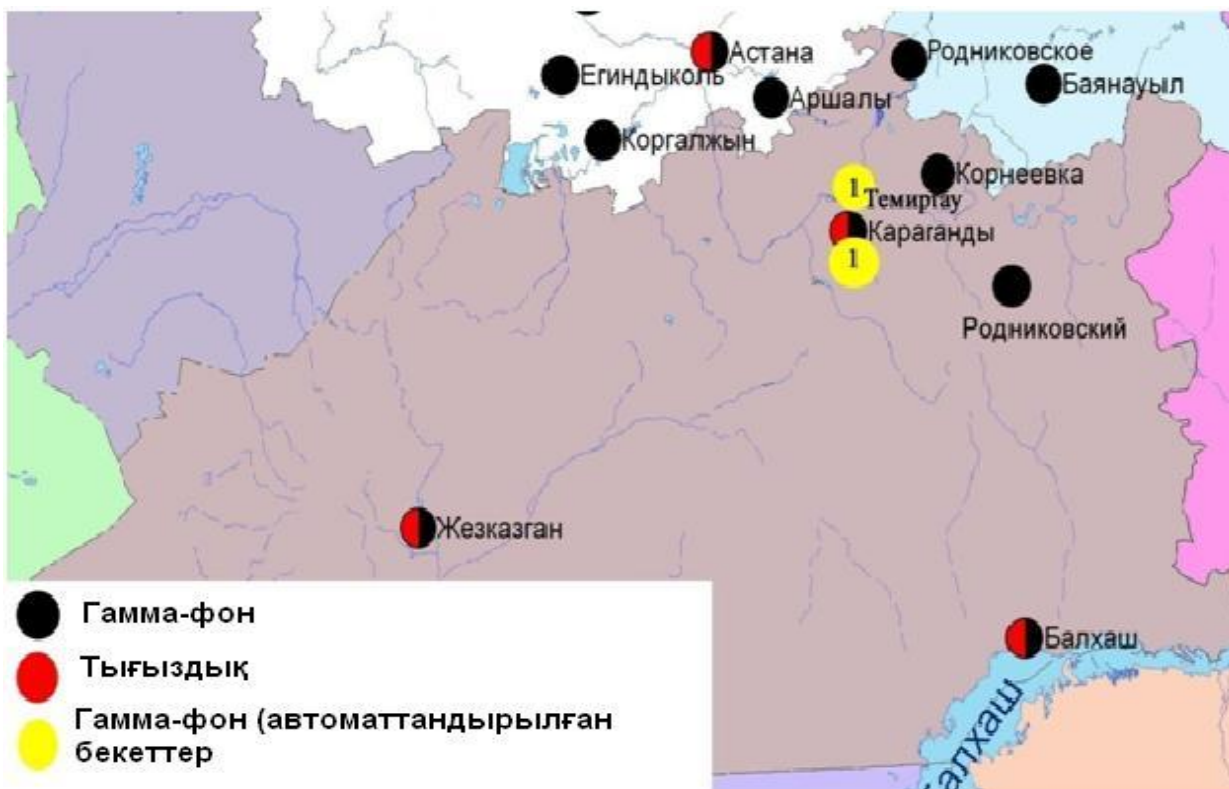 Астана
Родниковское
Егиндыколь
Баянауыл
Аршалы
Коргалжын
Корнеевка
1
Темиртау
Караганды
1
Родниковский
Жезказган
Балхаш
Гамма-фон
Тығыздық
Гамма-фон (автоматтандырылған
бекеттер